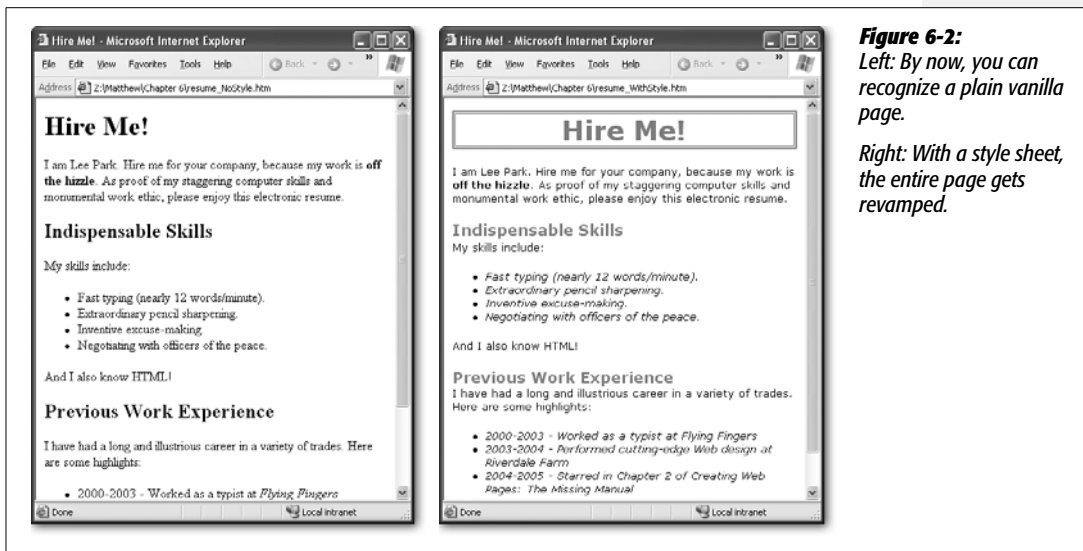 Hire Me! - Microsoft Internet Explorer
File Edit View Favorites Tools Help Back »
Address Z:\Matthew\Chapter 6\resume_NoStyle.htm
Hire Me!
I am Lee Park. Hire me for your company, because my work is off
the hizzle. As proof of my staggering computer skills and
monumental work ethic, please enjoy this electronic resume.
Indispensable Skills
My skills include:
• Fast typing (nearly 12 words/minute).
• Extraordinary pencil sharpening.
• Inventive excuse-making.
• Negotiating with officers of the peace.
And I also know HTML!
Previous Work Experience
I have had a long and illustrious career in a variety of trades. Here
are some highlights:
• 2000-2003 - Worked as a typist at Flying Fingers
Done Local intranet
Hire Me! - Microsoft Internet Explorer
File Edit View Favorites Tools Help Back »
Address Z:\Matthew\Chapter 6\resume_WithStyle.htm
Hire Me!
I am Lee Park. Hire me for your company, because my work is
off the hizzle. As proof of my staggering computer skills and
monumental work ethic, please enjoy this electronic resume.
Indispensable Skills
My skills include:
• Fast typing (nearly 12 words/minute).
• Extraordinary pencil sharpening.
• Inventive excuse-making.
• Negotiating with officers of the peace.
And I also know HTML!
Previous Work Experience
I have had a long and illustrious career in a variety of trades.
Here are some highlights:
• 2000-2003 - Worked as a typist at Flying Fingers
• 2003-2004 - Performed cutting-edge Web design at
Riverdale Farm
• 2004-2005 - Starred in Chapter 2 of Creating Web
Pages: The Missing Manual
Done Local intranet
Figure 6-2:
Left: By now, you can
recognize a plain vanilla
page.
Right: With a style sheet,
the entire page gets
revamped.